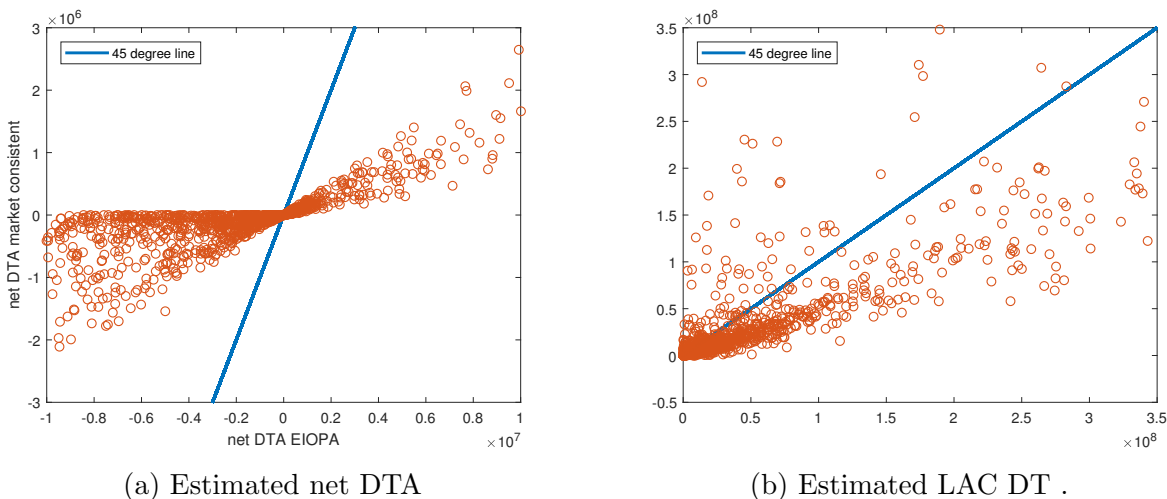 ×10^6
3
2
1
0
-1
-2
-3
45 degree line
net DTA market consistent
-1 -0.8 -0.6 -0.4 -0.2 0 0.2 0.4 0.6 0.8 1
net DTA EIOPA
×10^7
(a) Estimated net DTA
×10^8
3.5
3
2.5
2
1.5
1
0.5
0
-0.5
45 degree line
0 0.5 1 1.5 2 2.5 3 3.5
×10^8
(b) Estimated LAC DT .